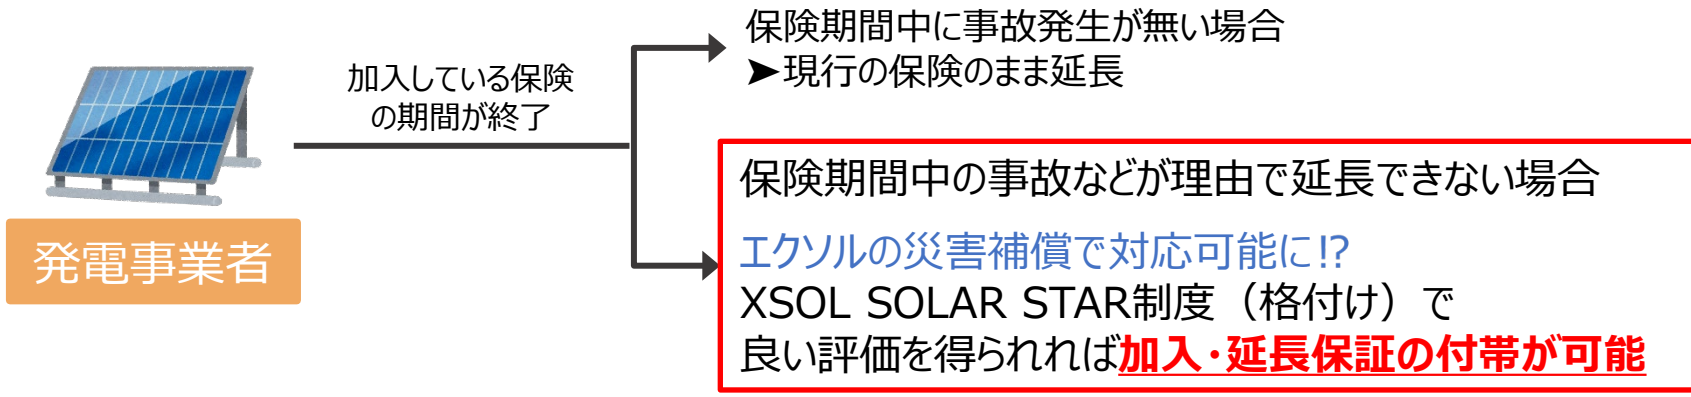 発電事業者
加入している保険
の期間が終了
保険期間中に事故発生が無い場合
➤現行の保険のまま延長
保険期間中の事故などが理由で延長できない場合
エクソルの災害補償で対応可能に!?
XSOL SOLAR STAR制度（格付け）で
良い評価を得られれば加入・延長保証の付帯が可能